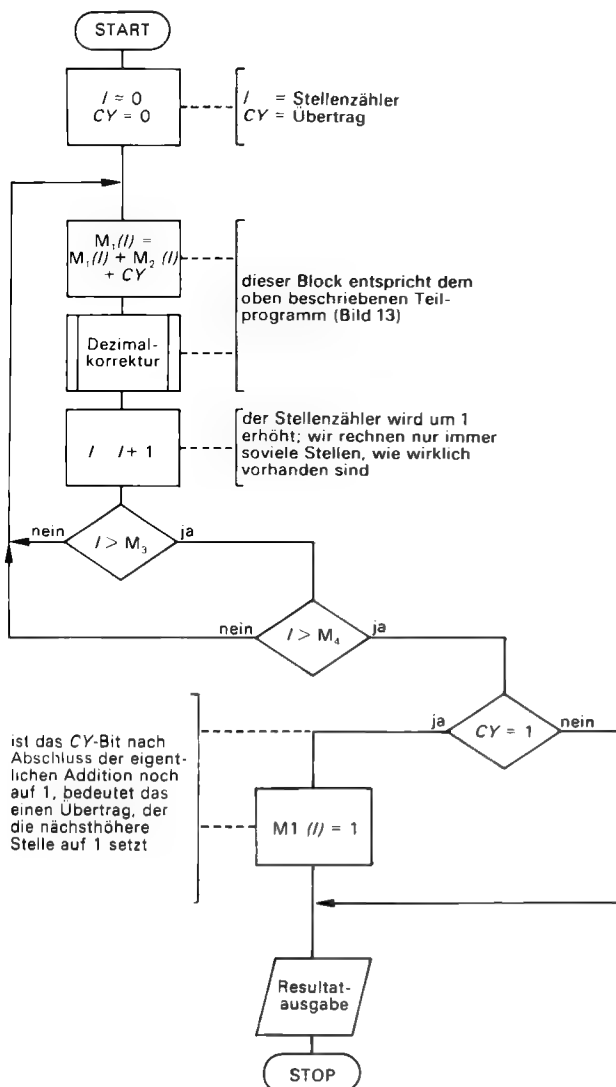 START
I = 0
CY = 0
I = Stellenzähler
CY = Übertrag
M₁(I) =
M₁(I) + M₂ (I)
+ CY
dieser Block entspricht dem
oben beschriebenen Teil-
programm (Bild 13)
Dezimal-
korrektur
I I + 1
der Stellenzähler wird um 1
erhöht; wir rechnen nur immer
soviele Stellen, wie wirklich
vorhanden sind
nein
I > M₃
ja
nein
I > M₄
ja
ja
CY = 1
nein
ist das CY-Bit nach
Abschluss der eigent-
lichen Addition noch
auf 1, bedeutet das
einen Übertrag, der
die nächsthöhere
Stelle auf 1 setzt
M1 (I) = 1
Resultat-
ausgabe
STOP